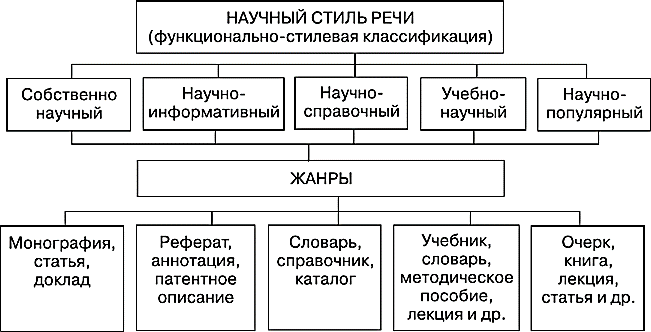 НАУЧНЫЙ СТИЛЬ РЕЧИ
(функционально-стилевая классификация)
Собственно
научный
Научно-
информативный
Научно-
справочный
Учебно-
научный
Научно-
популярный
ЖАНРЫ
Монография,
статья,
доклад
Реферат,
аннотация,
патентное
описание
Словарь,
справочник,
каталог
Учебник,
словарь,
методическое
пособие,
лекция и др.
Очерк,
книга,
лекция,
статья и др.